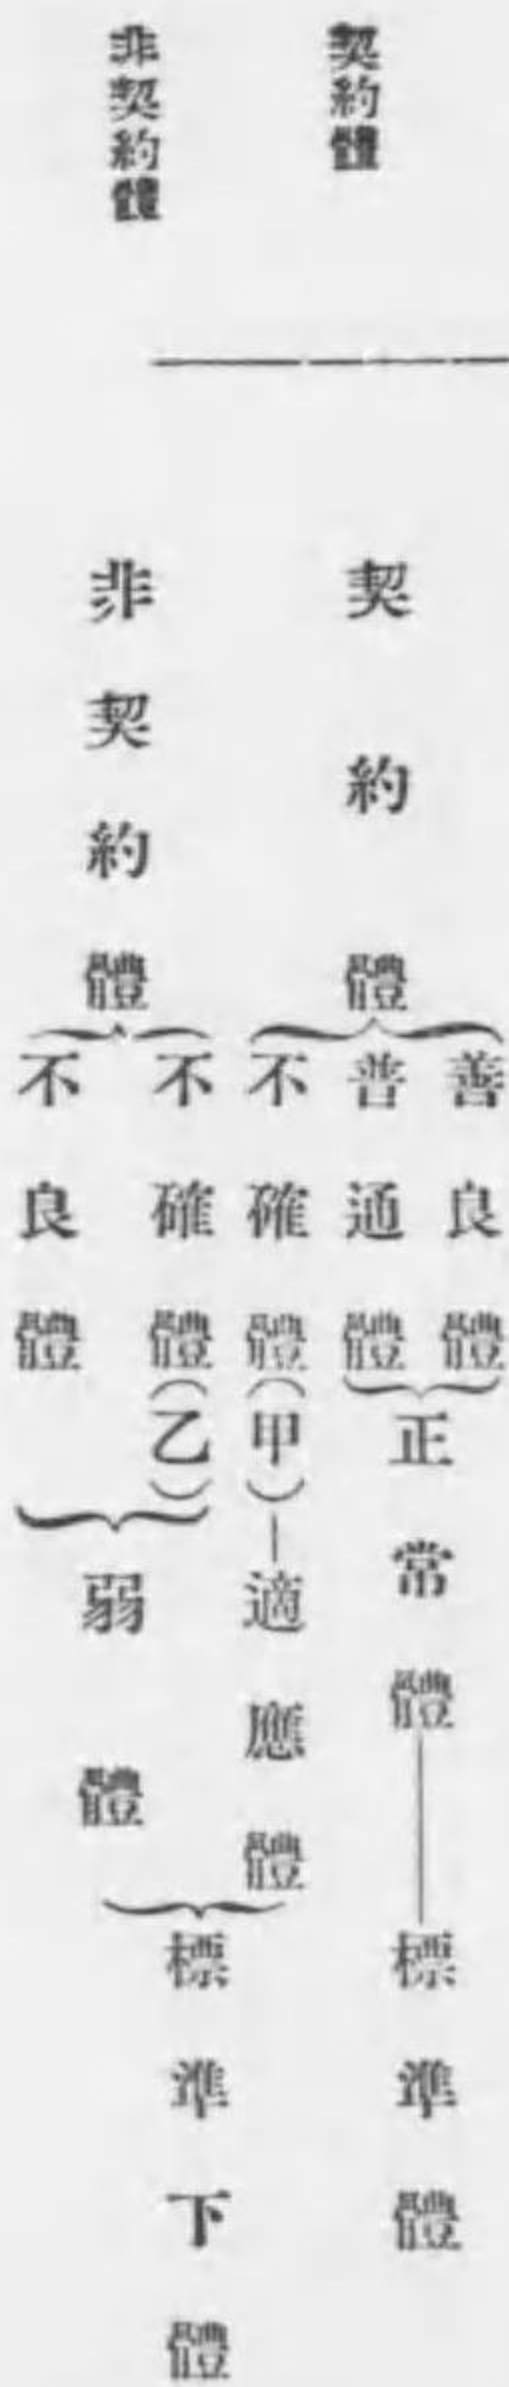 契約體
非契約體
契約體
善良體
普通體
正常體
標準體
不確體(甲)
適應體
非契約體
不確體(乙)
不良體
弱體
標準下體